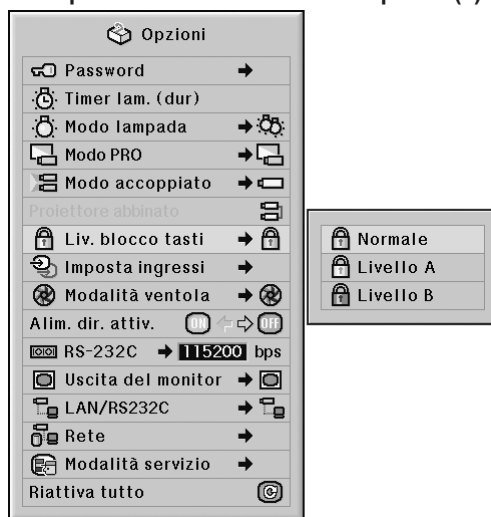 Opzioni
Password
Timer lam. (dur)
Modo lampada
Modo PRO
Modo accoppiato
Proiettore abbinato
Liv. blocco tasti
Imposta ingressi
Modalità ventola
Alim. dir. attiv. ON OFF
RS-232C 115200 bps
Uscita del monitor
LAN/RS232C
Rete
Modalità servizio
Riattiva tutto
Normale
Livello A
Livello B